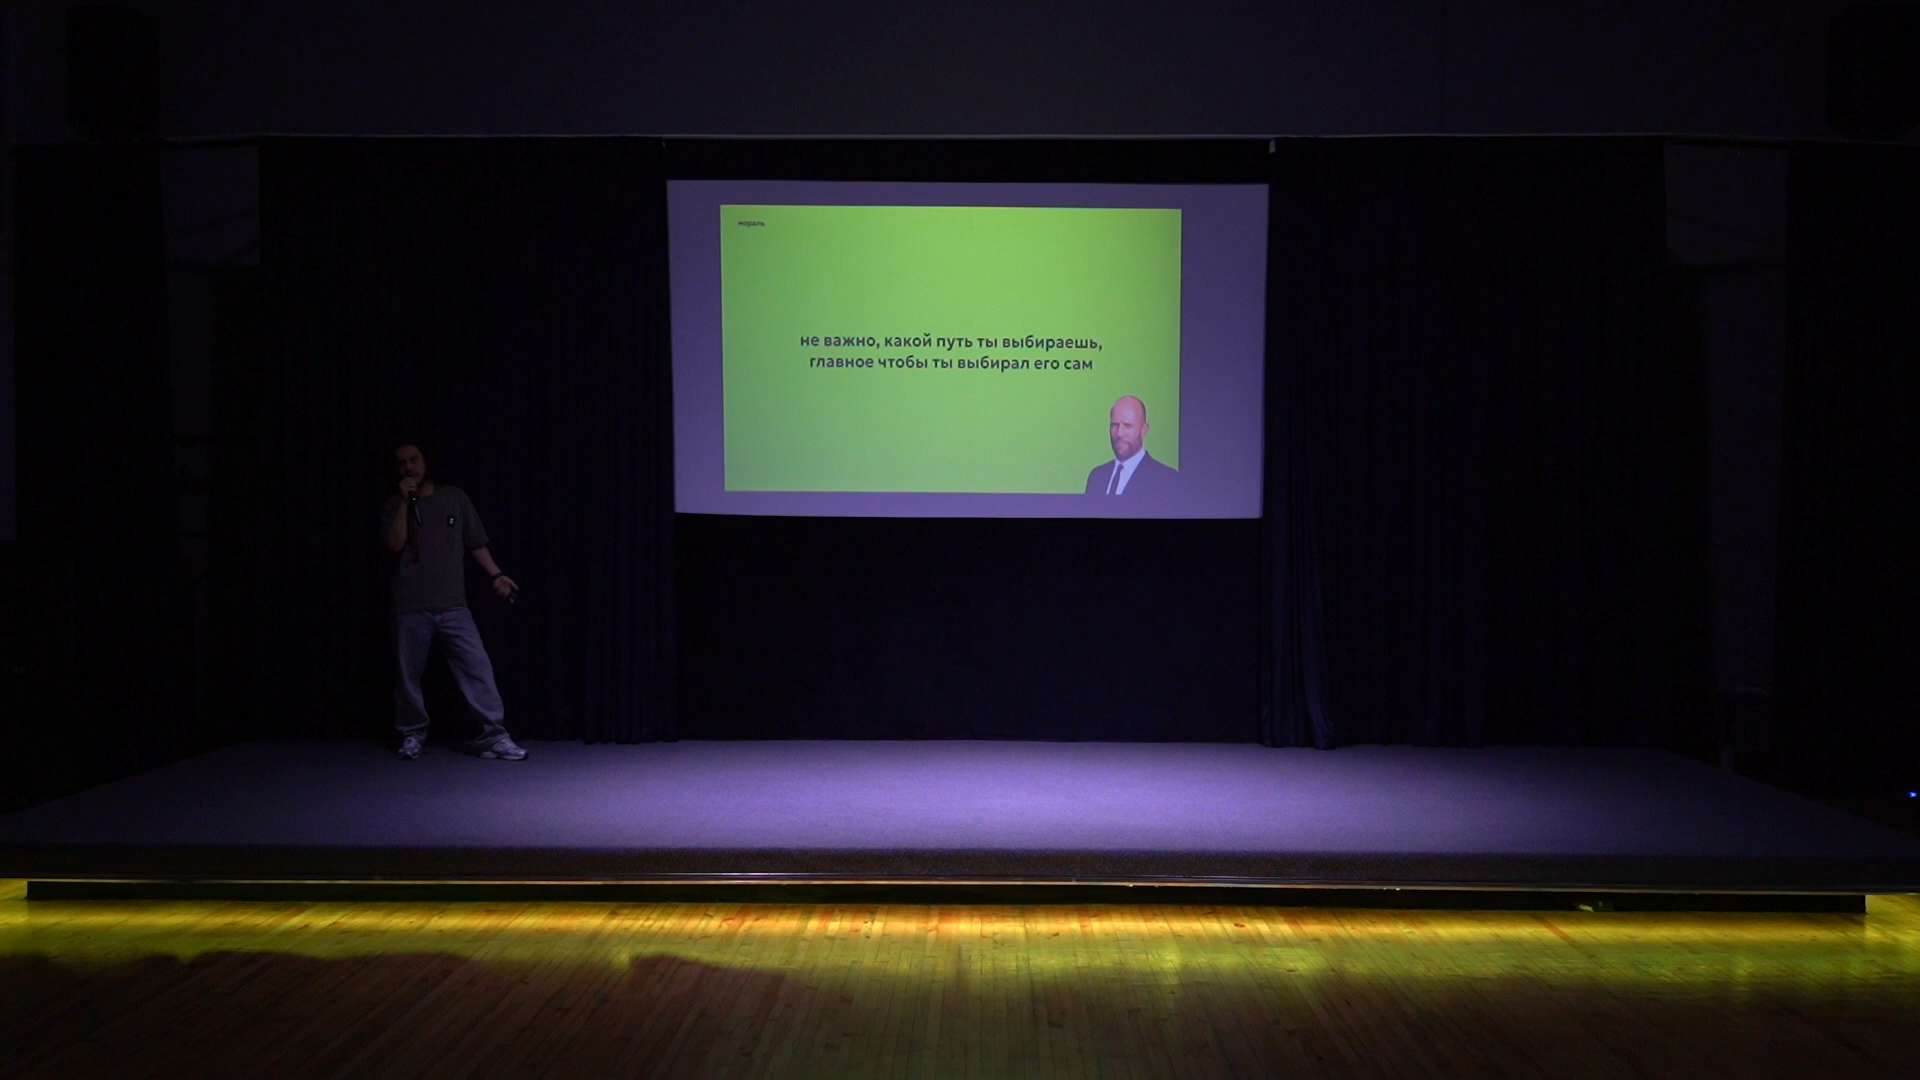 мораль
не важно, какой путь ты выбираешь,
главное чтобы ты выбирал его сам